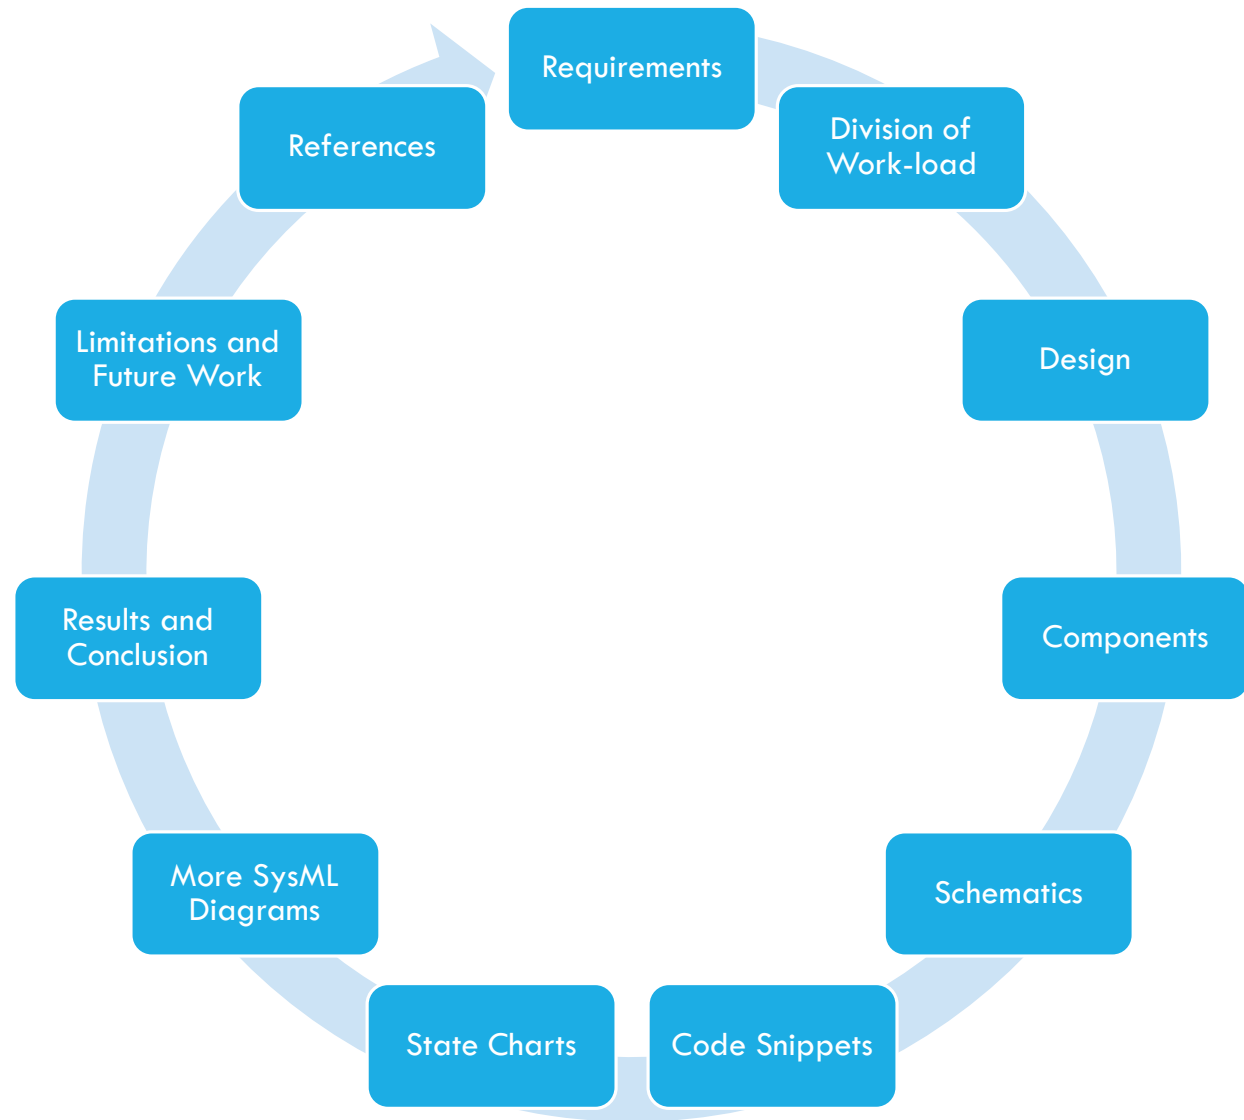 Requirements
Division of
Work-load
Design
Components
Schematics
Code Snippets
State Charts
More SysML
Diagrams
Results and
Conclusion
Limitations and
Future Work
References